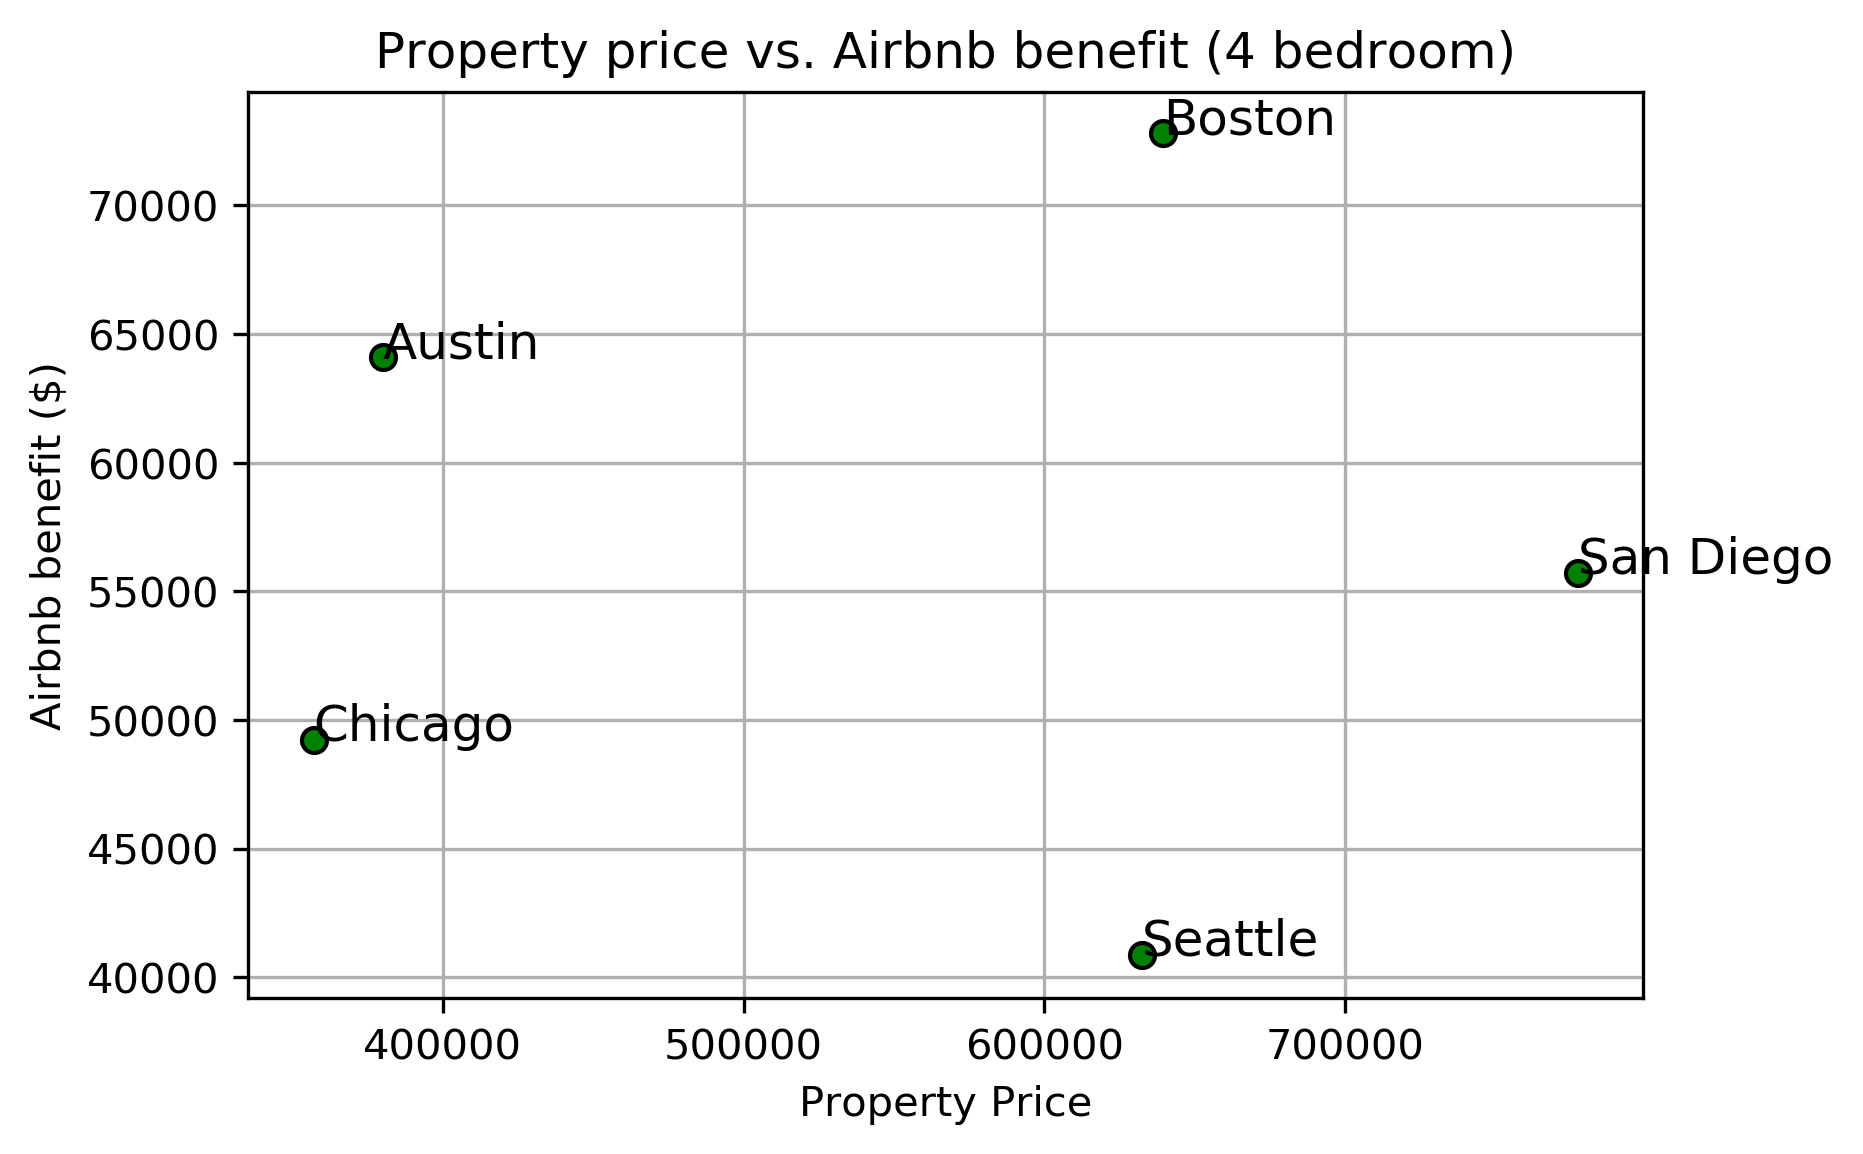 Property price vs. Airbnb benefit (4 bedroom)
Boston
70000
65000
Austin
60000
San Diego
55000
Chicago
50000
45000
Seattle
40000
Airbnb benefit ($)
400000 500000 600000 700000
Property Price